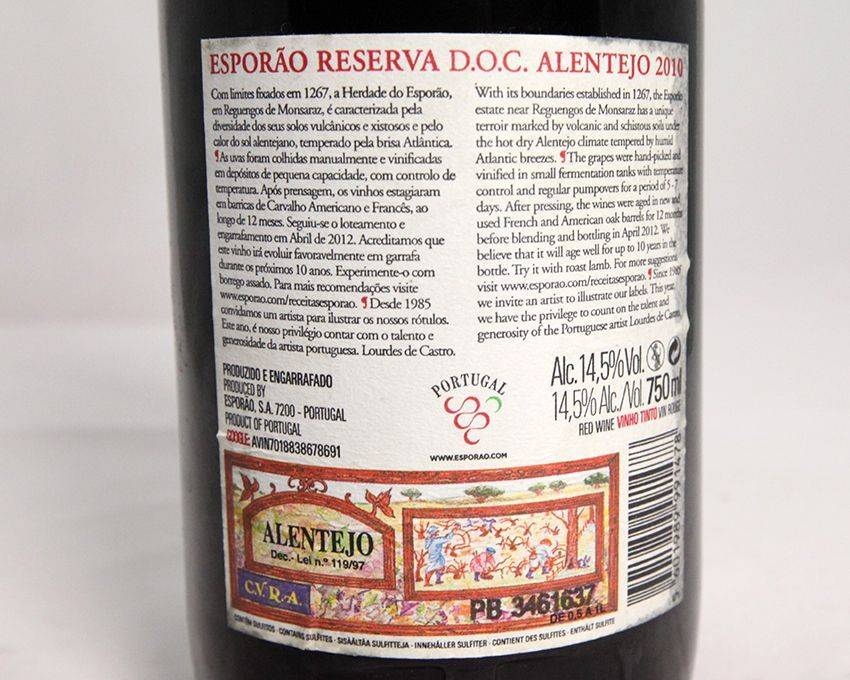 ESPORÃO RESERVA D.O.C. ALENTEJO 2010
Com limites fixados em 1267, a Herdade do Esporão,
em Reguengos de Monsaraz, é caracterizada pela
diversidade dos seus solos vulcânicos e xistosos e pelo
calor do sol alentejano, temperado pela brisa Atlântica.
¶As uvas foram colhidas manualmente e vinificadas
em depósitos de pequena capacidade, com controlo de
temperatura. Após prensagem, os vinhos estagiaram
em barricas de Carvalho Americano e Francês, ao
longo de 12 meses. Seguiu-se o loteamento e
engarrafamento em Abril de 2012. Acreditamos que
este vinho irá evoluir favoravelmente em garrafa
durante os próximos 10 anos. Experimente-o com
borrego assado. Para mais recomendações visite
www.esporao.com/receitasesporao. ¶Desde 1985
convidamos um artista para ilustrar os nossos rótulos.
Este ano, é nosso privilégio contar com o talento e
generosidade da artista portuguesa. Lourdes de Castro.
With its boundaries established in 1267, the Esporão
estate near Reguengos de Monsaraz has a unique
terroir marked by volcanic and schistous soils under
the hot dry Alentejo climate tempered by humid
Atlantic breezes. ¶The grapes were hand-picked and
vinified in small fermentation tanks with temperature
control and regular pumpovers for a period of 5 - 7
days. After pressing, the wines were aged in new and
used French and American oak barrels for 12 months
before blending and bottling in April 2012. We
believe that it will age well for up to 10 years in the
bottle. Try it with roast lamb. For more suggestions
visit www.esporao.com/receitasesporao. ¶Since 1985
we invite an artist to illustrate our labels. This year,
we have the privilege to count on the talent and
generosity of the Portuguese artist Lourdes de Castro.
PRODUZIDO E ENGARRAFADO
PRODUCED BY
ESPORÃO, S.A. 7200 - PORTUGAL
PRODUCT OF PORTUGAL
GOOGLE: AVIN7018838678691
PORTUGAL
WWW.ESPORAO.COM
Alc. 14,5% Vol.
14,5% Alc./Vol. 750 ml
RED WINE VINHO TINTO VIN ROUGE
ALENTEJO
Dec.- Lei n.º 119/97
C.V.R.A.
PB 3461637
DE 0,5 A 1L
CONTÉM SULFITOS - CONTAINS SULFITES - SISÄÄLTÄÄ SULFITTEJA - INNEHÅLLER SULFITER - CONTIENT DES SULFITES - ENTHÄLT SULFITE